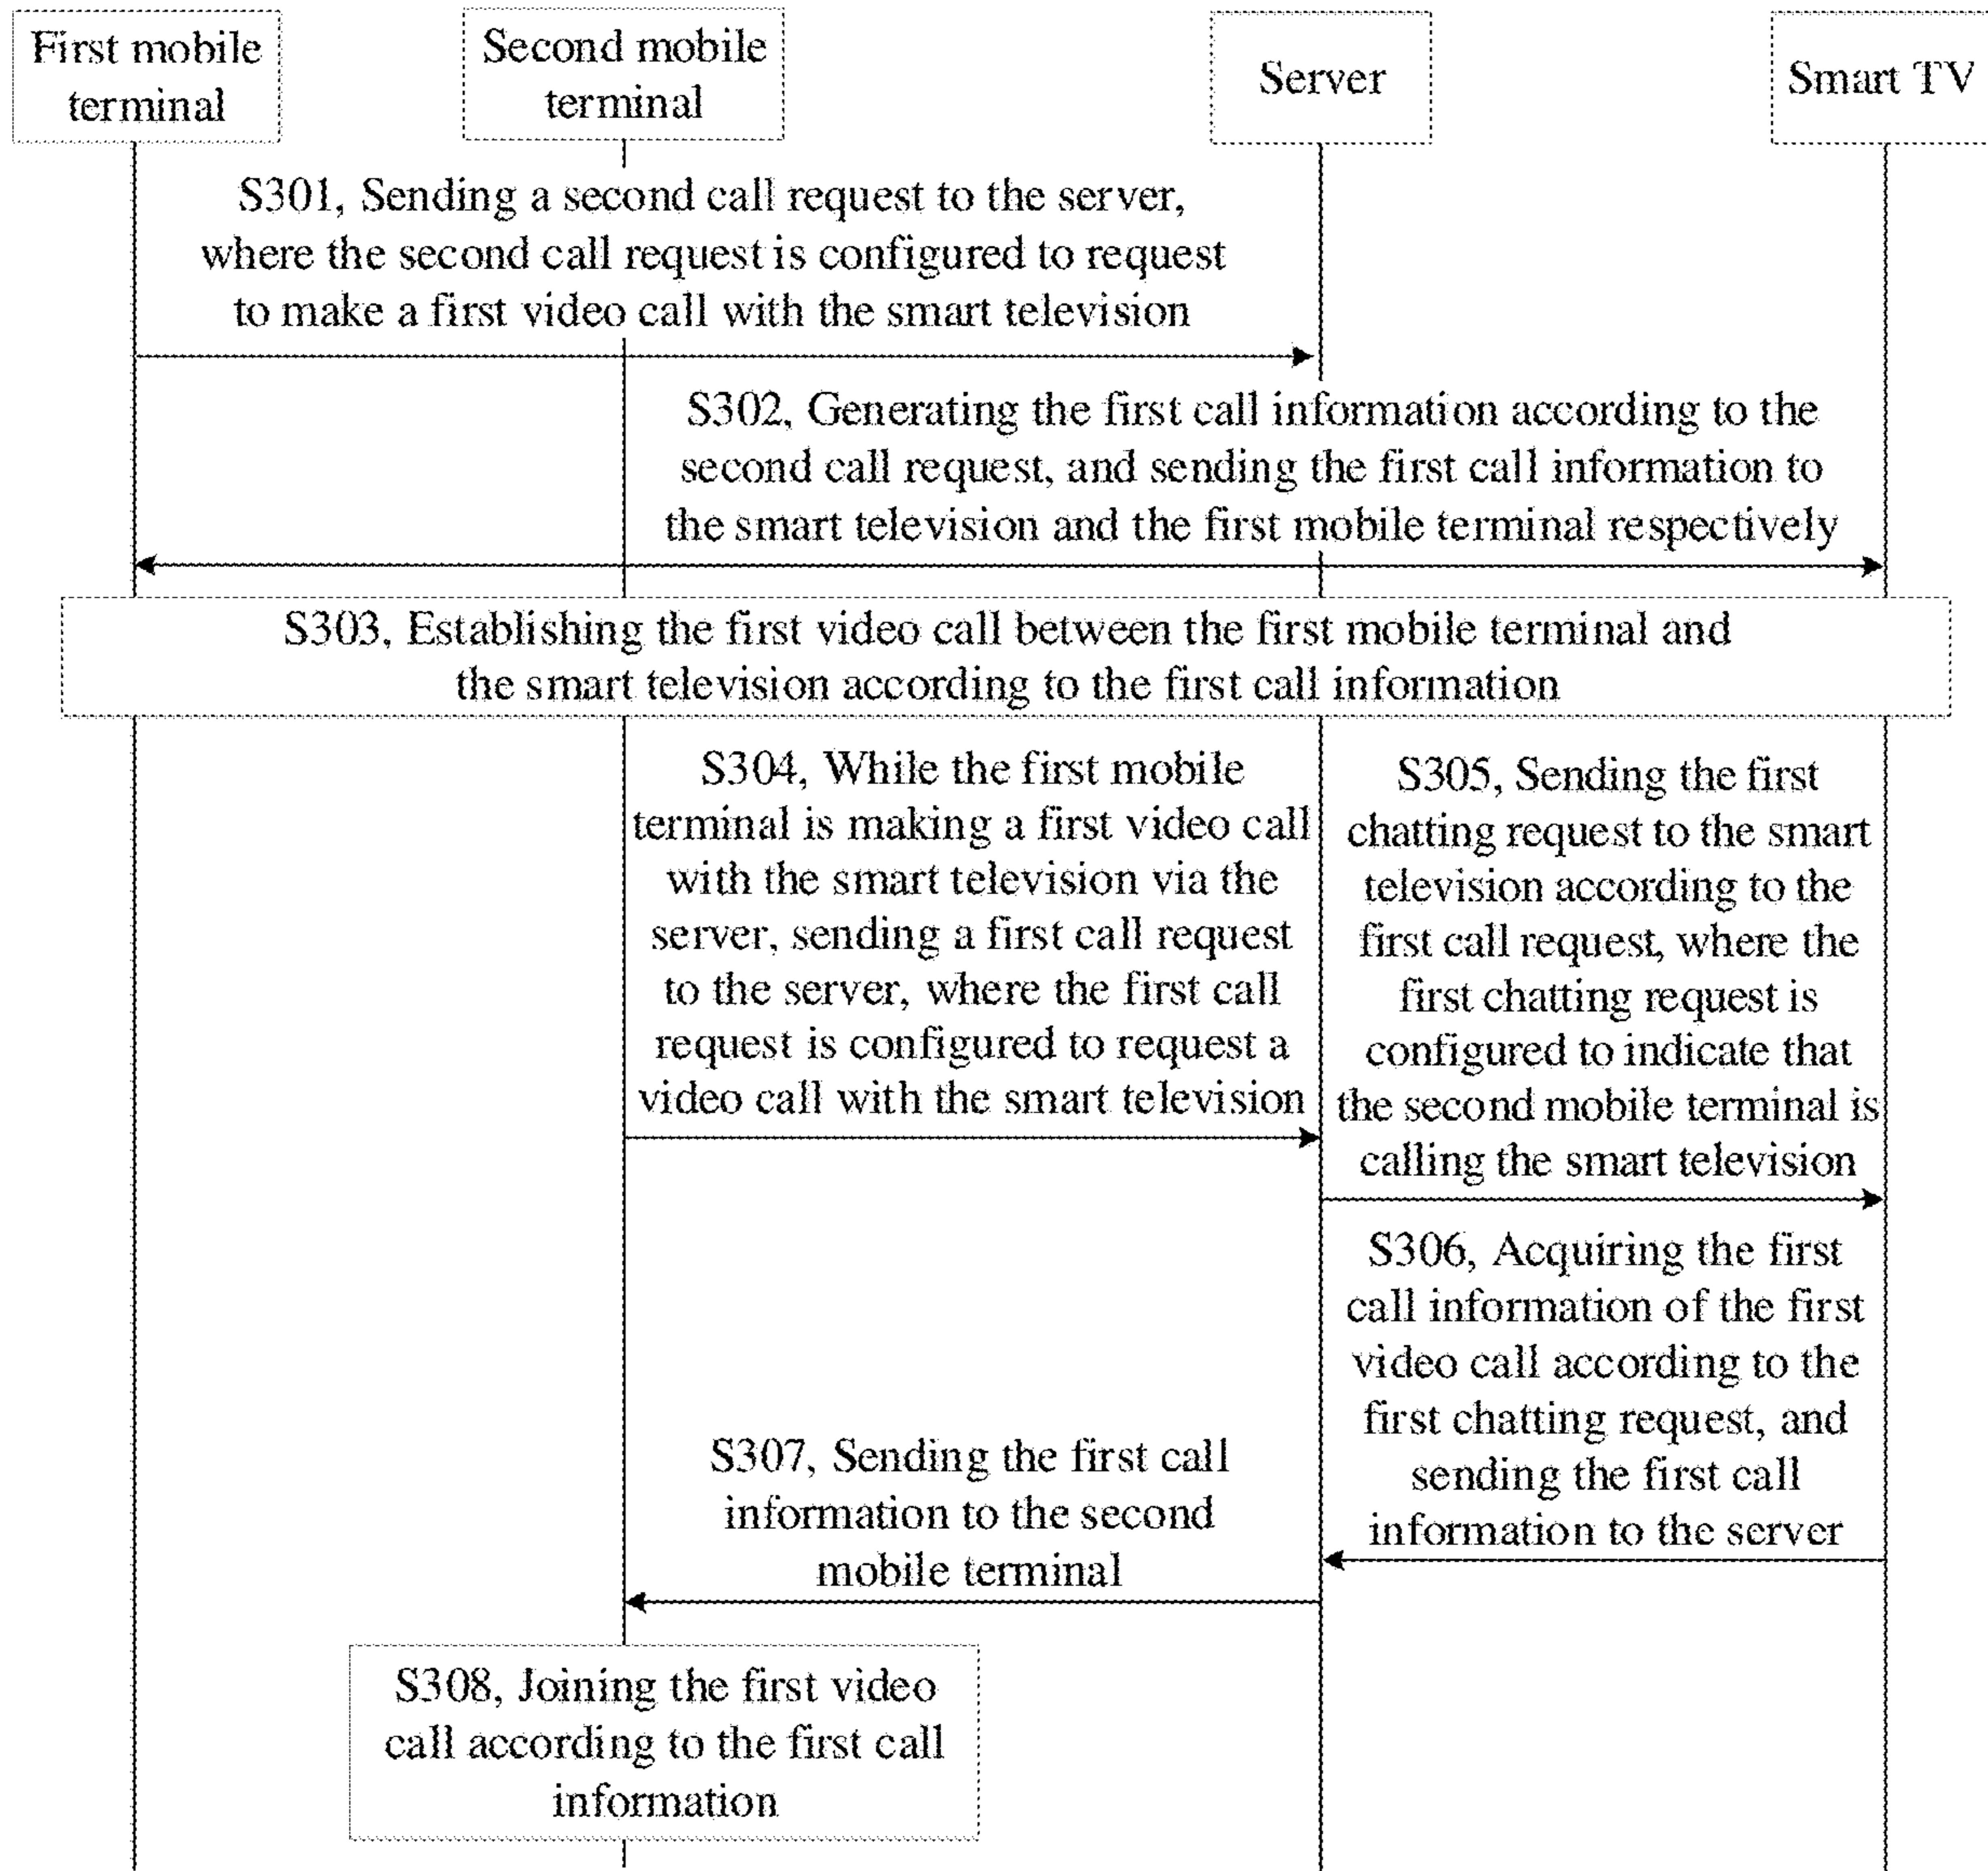 First mobile
terminal
Second mobile
terminal
Server
Smart TV
S301, Sending a second call request to the server,
where the second call request is configured to request
to make a first video call with the smart television
S302, Generating the first call information according to the
second call request, and sending the first call information to
the smart television and the first mobile terminal respectively
S303, Establishing the first video call between the first mobile terminal and
the smart television according to the first call information
S304, While the first mobile
terminal is making a first video call
with the smart television via the
server, sending a first call request
to the server, where the first call
request is configured to request a
video call with the smart television
S305, Sending the first
chatting request to the smart
television according to the
first call request, where the
first chatting request is
configured to indicate that
the second mobile terminal is
calling the smart television
S306, Acquiring the first
call information of the first
video call according to the
first chatting request, and
sending the first call
information to the server
S307, Sending the first call
information to the second
mobile terminal
S308, Joining the first video
call according to the first call
information